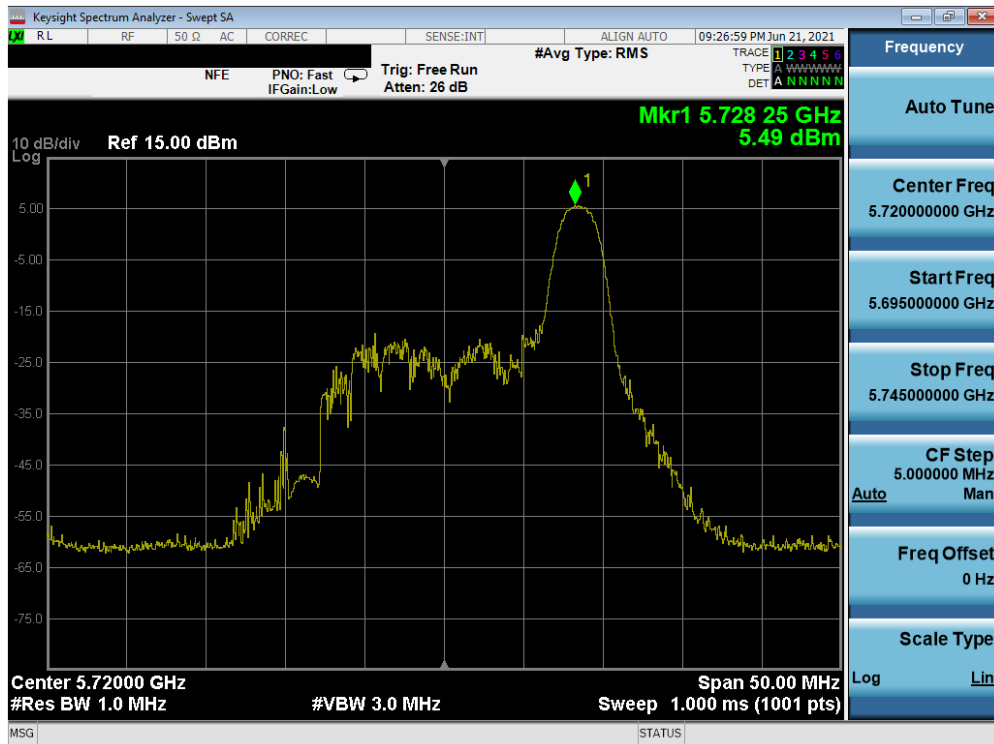 Keysight Spectrum Analyzer - Swept SA
LXI RL RF 50 Ω AC CORREC SENSE:INT ALIGN AUTO 09:26:59 PM Jun 21, 2021
NFE
PNO: Fast
IFGain:Low
Trig: Free Run
Atten: 26 dB
#Avg Type: RMS
TRACE 1 2 3 4 5 6
TYPE A WWWWW
DET A N N N N N
Mkr1 5.728 25 GHz
5.49 dBm
10 dB/div
Log
Ref 15.00 dBm
1
5.00
-5.00
-15.0
-25.0
-35.0
-45.0
-55.0
-65.0
-75.0
Center 5.72000 GHz
Span 50.00 MHz
#Res BW 1.0 MHz
#VBW 3.0 MHz
Sweep 1.000 ms (1001 pts)
MSG
STATUS
Frequency
Auto Tune
Center Freq
5.720000000 GHz
Start Freq
5.695000000 GHz
Stop Freq
5.745000000 GHz
CF Step
5.000000 MHz
Auto Man
Freq Offset
0 Hz
Scale Type
Log Lin